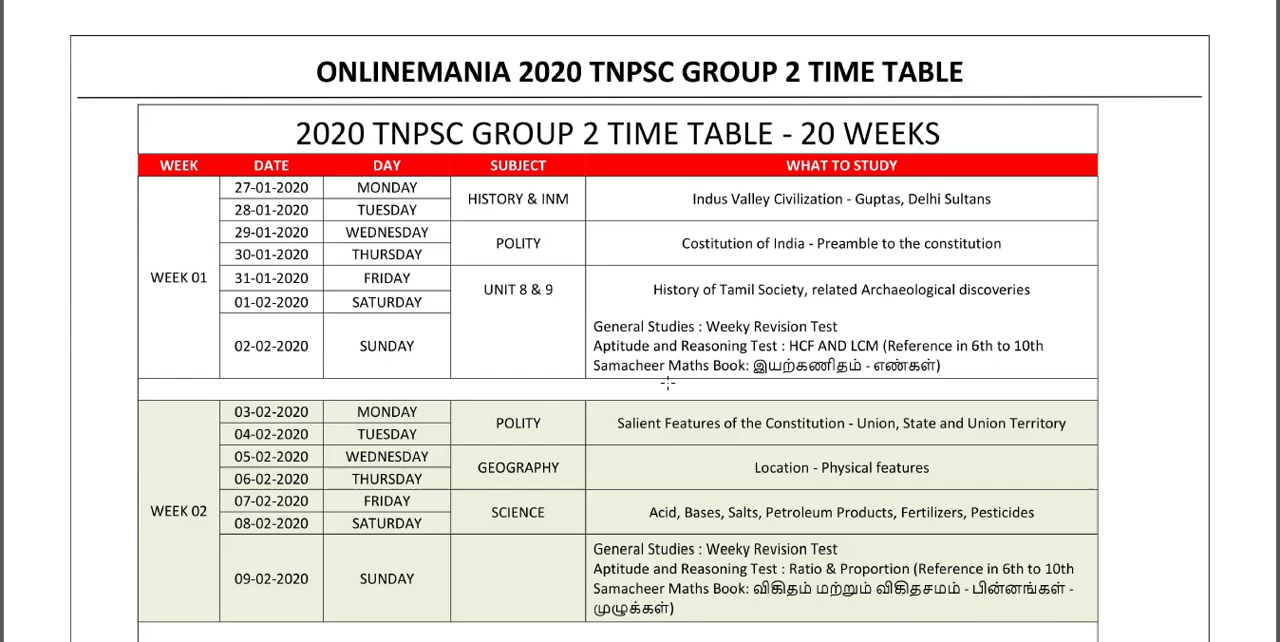 ONLINEMANIA 2020 TNPSC GROUP 2 TIME TABLE
2020 TNPSC GROUP 2 TIME TABLE - 20 WEEKS
WEEK DATE DAY SUBJECT WHAT TO STUDY
WEEK 01
27-01-2020 MONDAY
28-01-2020 TUESDAY
HISTORY & INM
Indus Valley Civilization - Guptas, Delhi Sultans
29-01-2020 WEDNESDAY
30-01-2020 THURSDAY
POLITY
Costitution of India - Preamble to the constitution
31-01-2020 FRIDAY
01-02-2020 SATURDAY
UNIT 8 & 9
History of Tamil Society, related Archaeological discoveries
02-02-2020 SUNDAY
General Studies : Weeky Revision Test
Aptitude and Reasoning Test : HCF AND LCM (Reference in 6th to 10th
Samacheer Maths Book: இயற்கணிதம் - எண்கள்)
WEEK 02
03-02-2020 MONDAY
04-02-2020 TUESDAY
POLITY
Salient Features of the Constitution - Union, State and Union Territory
05-02-2020 WEDNESDAY
06-02-2020 THURSDAY
GEOGRAPHY
Location - Physical features
07-02-2020 FRIDAY
08-02-2020 SATURDAY
SCIENCE
Acid, Bases, Salts, Petroleum Products, Fertilizers, Pesticides
09-02-2020 SUNDAY
General Studies : Weeky Revision Test
Aptitude and Reasoning Test : Ratio & Proportion (Reference in 6th to 10th
Samacheer Maths Book: விகிதம் மற்றும் விகிதசமம் - பின்னங்கள் -
முழுக்கள்)